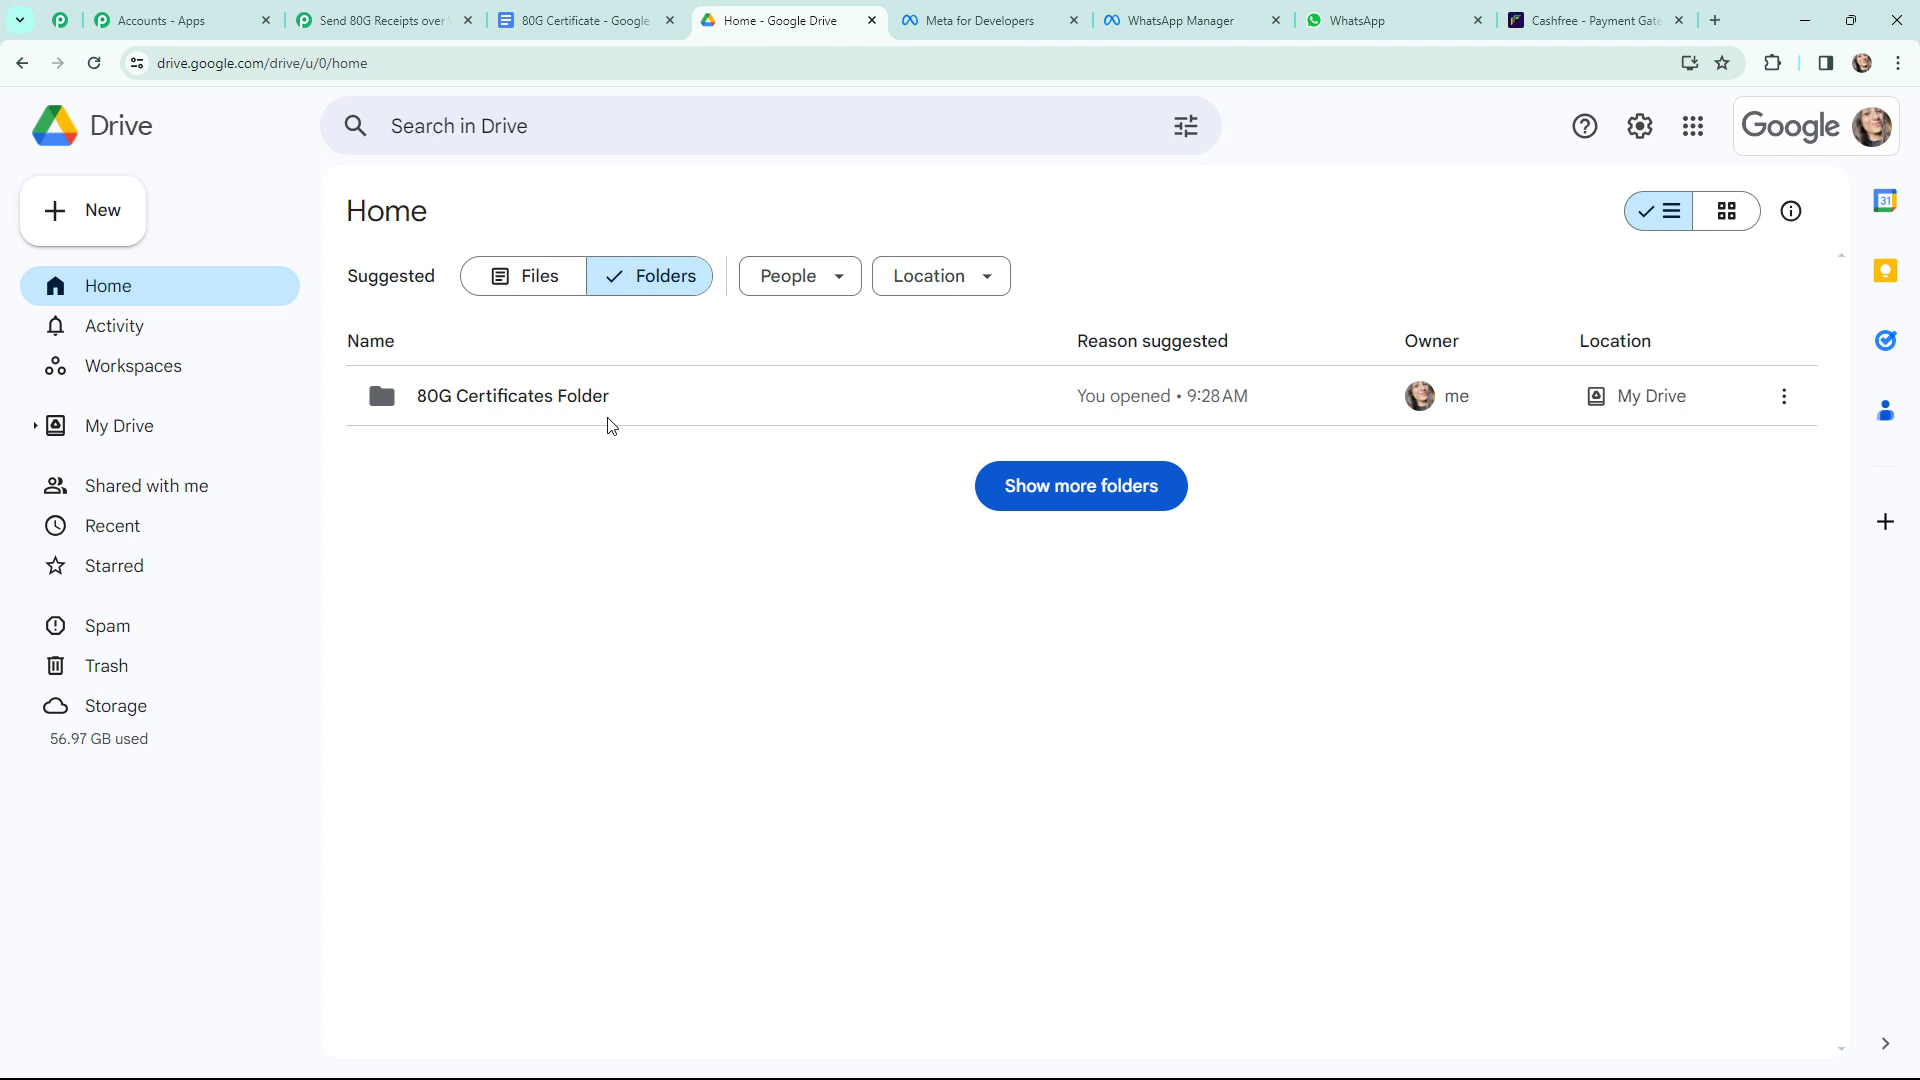 Accounts - Apps
Send 80G Receipts over
80G Certificate - Google
Home - Google Drive
Meta for Developers
WhatsApp Manager
WhatsApp
Cashfree - Payment Gate
drive.google.com/drive/u/0/home
Drive
Search in Drive
Google
New
Home
Activity
Workspaces
My Drive
Shared with me
Recent
Starred
Spam
Trash
Storage
56.97 GB used
Home
Suggested
Files
Folders
People
Location
Name
Reason suggested
Owner
Location
80G Certificates Folder
You opened • 9:28 AM
me
My Drive
Show more folders
31